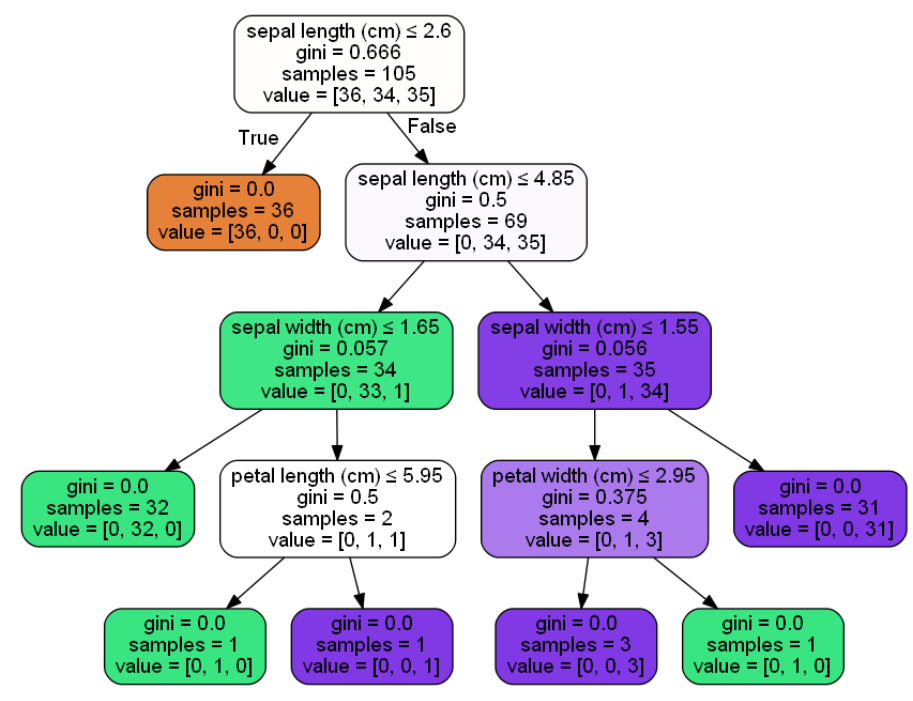 sepal length (cm) ≤ 2.6
gini = 0.666
samples = 105
value = [36, 34, 35]
True
False
gini = 0.0
samples = 36
value = [36, 0, 0]
sepal length (cm) ≤ 4.85
gini = 0.5
samples = 69
value = [0, 34, 35]
sepal width (cm) ≤ 1.65
gini = 0.057
samples = 34
value = [0, 33, 1]
sepal width (cm) ≤ 1.55
gini = 0.056
samples = 35
value = [0, 1, 34]
gini = 0.0
samples = 32
value = [0, 32, 0]
petal length (cm) ≤ 5.95
gini = 0.5
samples = 2
value = [0, 1, 1]
petal width (cm) ≤ 2.95
gini = 0.375
samples = 4
value = [0, 1, 3]
gini = 0.0
samples = 31
value = [0, 0, 31]
gini = 0.0
samples = 1
value = [0, 1, 0]
gini = 0.0
samples = 1
value = [0, 0, 1]
gini = 0.0
samples = 3
value = [0, 0, 3]
gini = 0.0
samples = 1
value = [0, 1, 0]